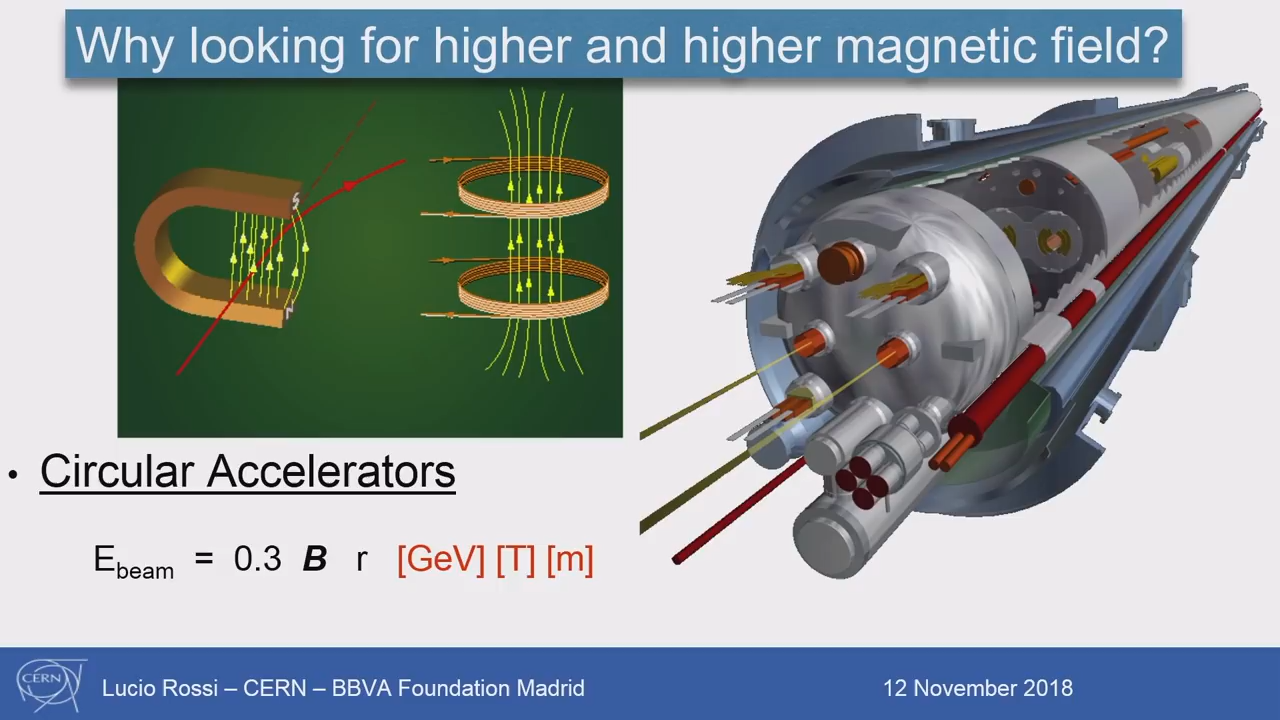 Why looking for higher and higher magnetic field?
S
N
• Circular Accelerators
E_beam = 0.3 B r [GeV] [T] [m]
CERN
Lucio Rossi – CERN – BBVA Foundation Madrid
12 November 2018